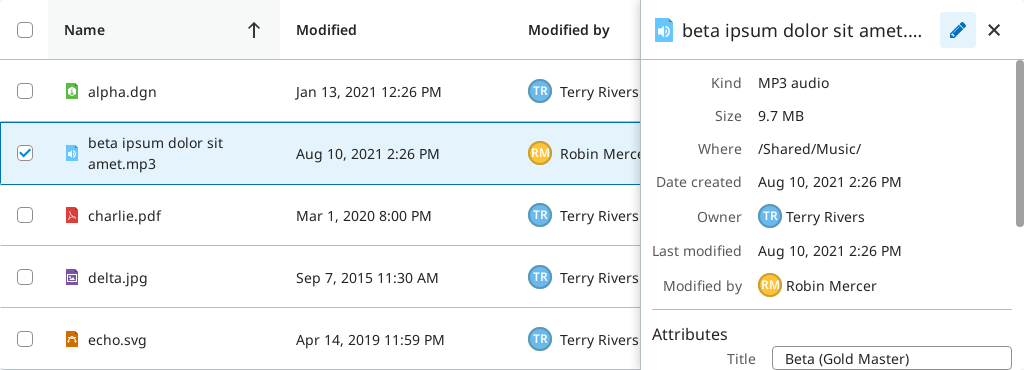 Name Modified Modified by
alpha.dgn Jan 13, 2021 12:26 PM TR Terry Rivers
beta ipsum dolor sit
amet.mp3 Aug 10, 2021 2:26 PM RM Robin Merce
charlie.pdf Mar 1, 2020 8:00 PM TR Terry Rivers
delta.jpg Sep 7, 2015 11:30 AM TR Terry Rivers
echo.svg Apr 14, 2019 11:59 PM TR Terry Rivers
beta ipsum dolor sit amet....
Kind MP3 audio
Size 9.7 MB
Where /Shared/Music/
Date created Aug 10, 2021 2:26 PM
Owner TR Terry Rivers
Last modified Aug 10, 2021 2:26 PM
Modified by RM Robin Mercer
Attributes
Title Beta (Gold Master)